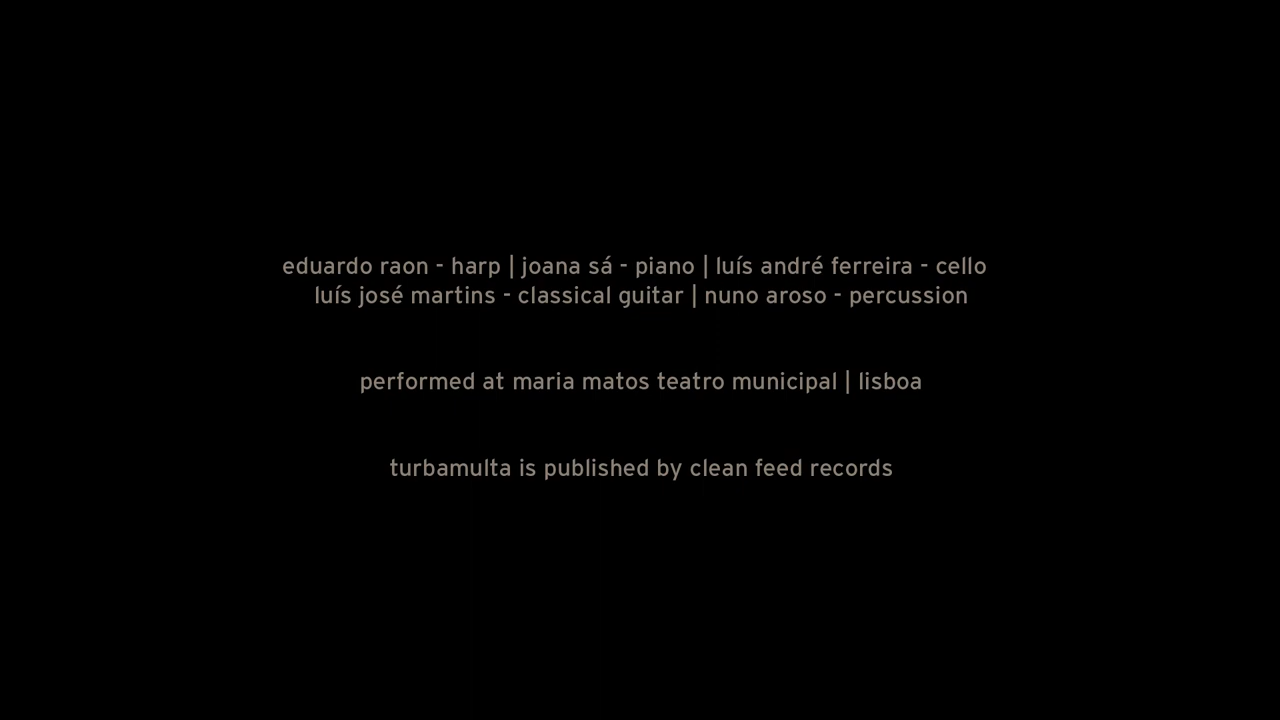 eduardo raon - harp | joana sá - piano | luís andré ferreira - cello
luís josé martins - classical guitar | nuno aroso - percussion
performed at maria matos teatro municipal | lisboa
turbamulta is published by clean feed records